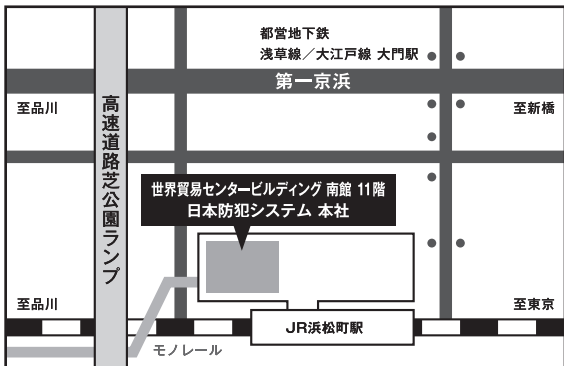 都営地下鉄
浅草線／大江戸線 大門駅
第一京浜
至品川
至新橋
高速道路芝公園ランプ
世界貿易センタービルディング 南館 11階
日本防犯システム 本社
至品川
至東京
JR浜松町駅
モノレール